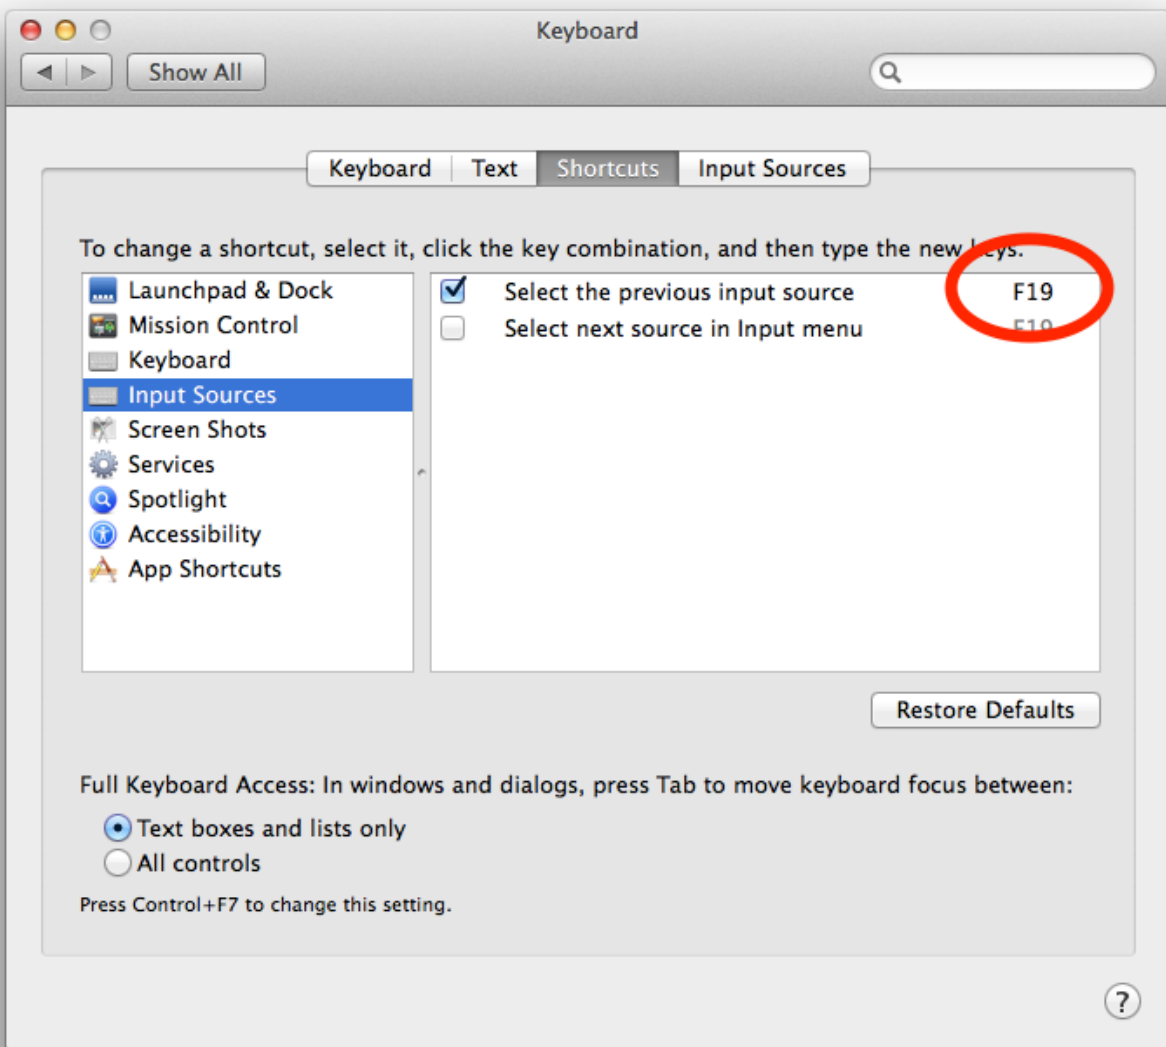 Keyboard
Show All
Keyboard Text Shortcuts Input Sources
To change a shortcut, select it, click the key combination, and then type the new keys.
Launchpad & Dock
Mission Control
Keyboard
Input Sources
Screen Shots
Services
Spotlight
Accessibility
App Shortcuts
Select the previous input source F19
Select next source in Input menu F19
Restore Defaults
Full Keyboard Access: In windows and dialogs, press Tab to move keyboard focus between:
Text boxes and lists only
All controls
Press Control+F7 to change this setting.
?